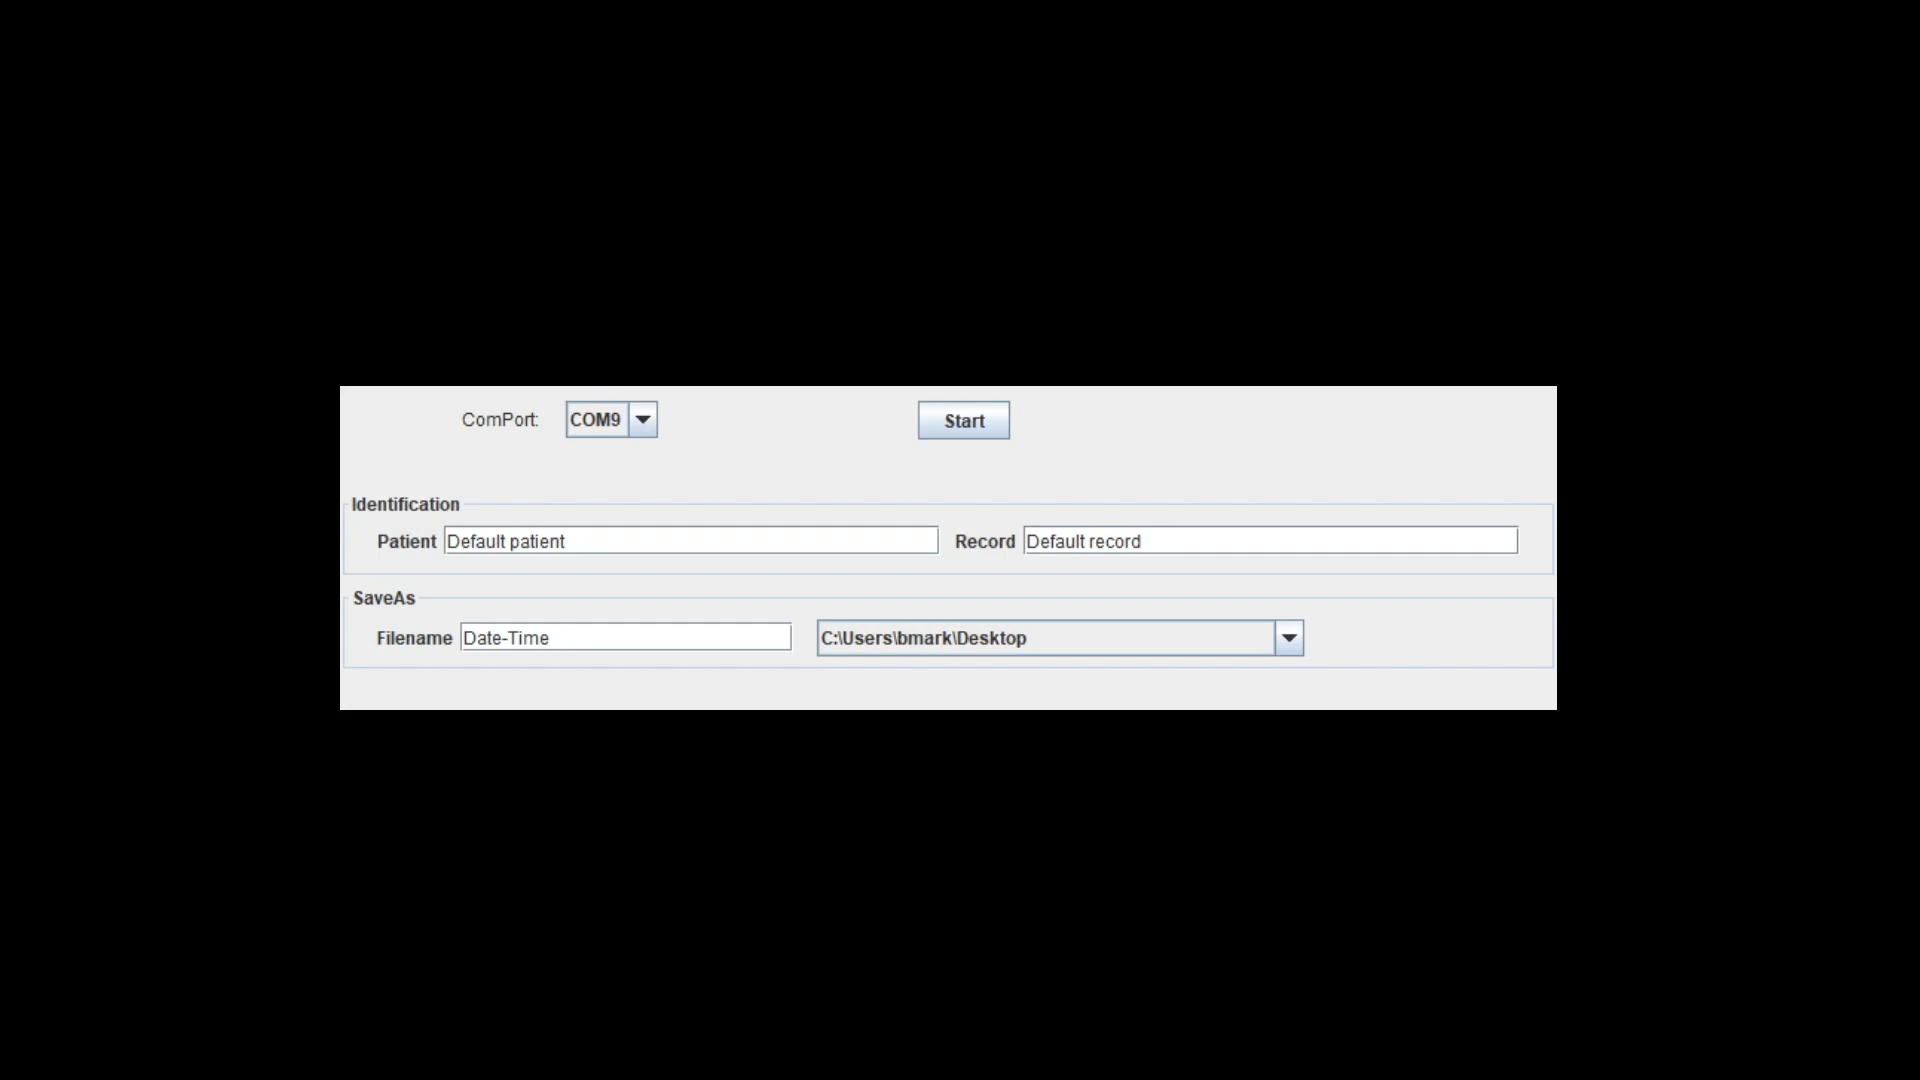 ComPort: COM9 Start
Identification
Patient Default patient Record Default record
SaveAs
Filename Date-Time C:\Users\bmark\Desktop